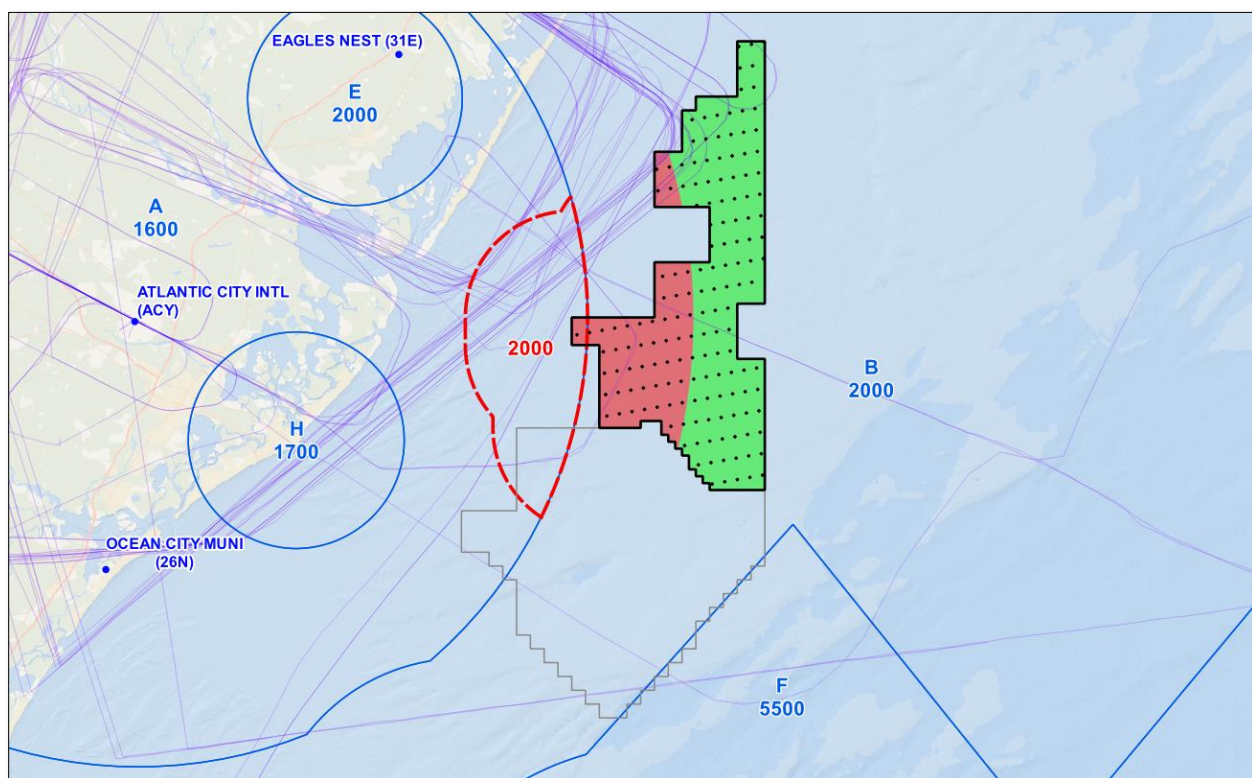 EAGLES NEST (31E)
E
2000
A
1600
ATLANTIC CITY INTL
(ACY)
2000
B
2000
H
1700
OCEAN CITY MUNI
(26N)
F
5500